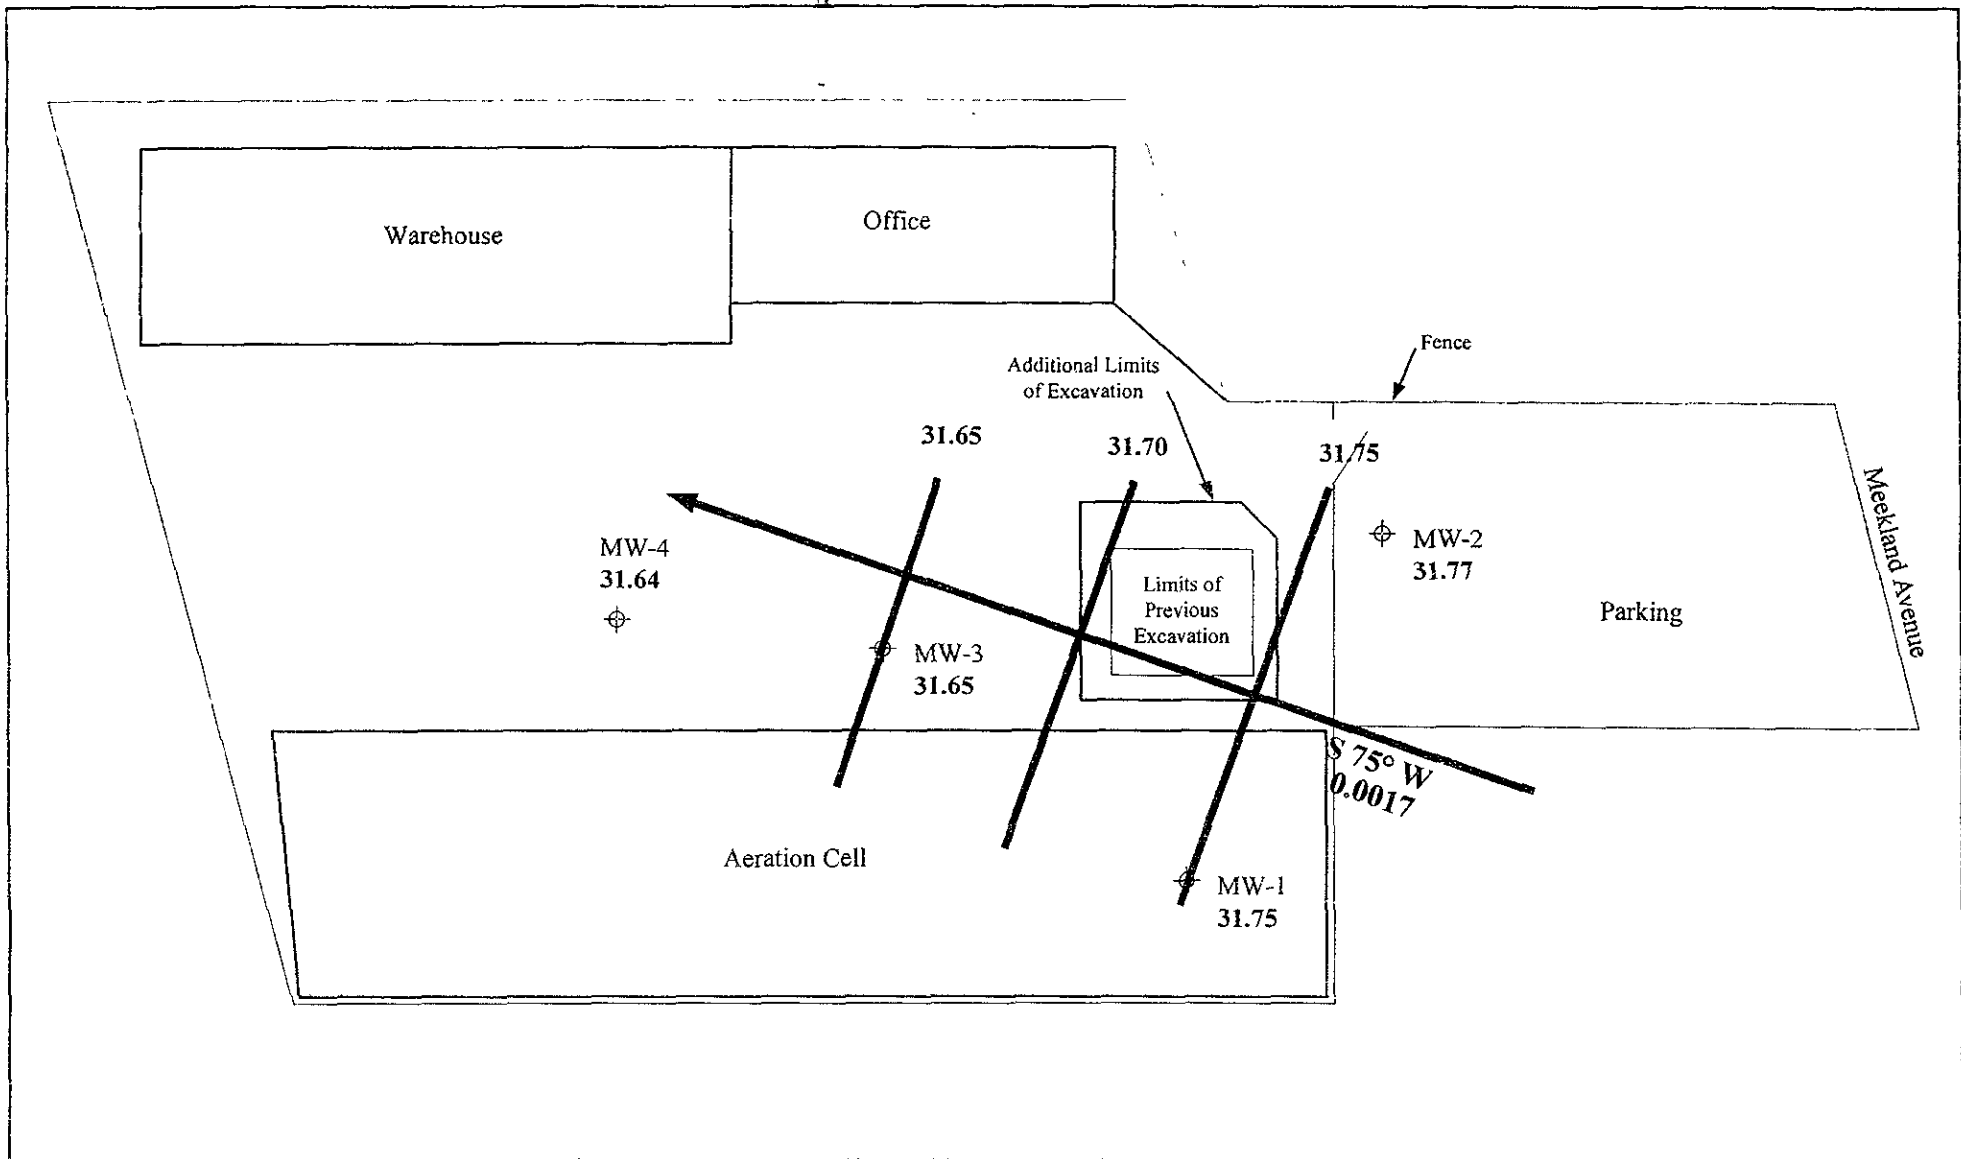 Warehouse
Office
Fence
Additional Limits
of Excavation
31.65
31.70
31.75
Meekland Avenue
MW-4
31.64
MW-2
31.77
Limits of
Previous
Excavation
Parking
MW-3
31.65
S 75° W
0.0017
Aeration Cell
MW-1
31.75